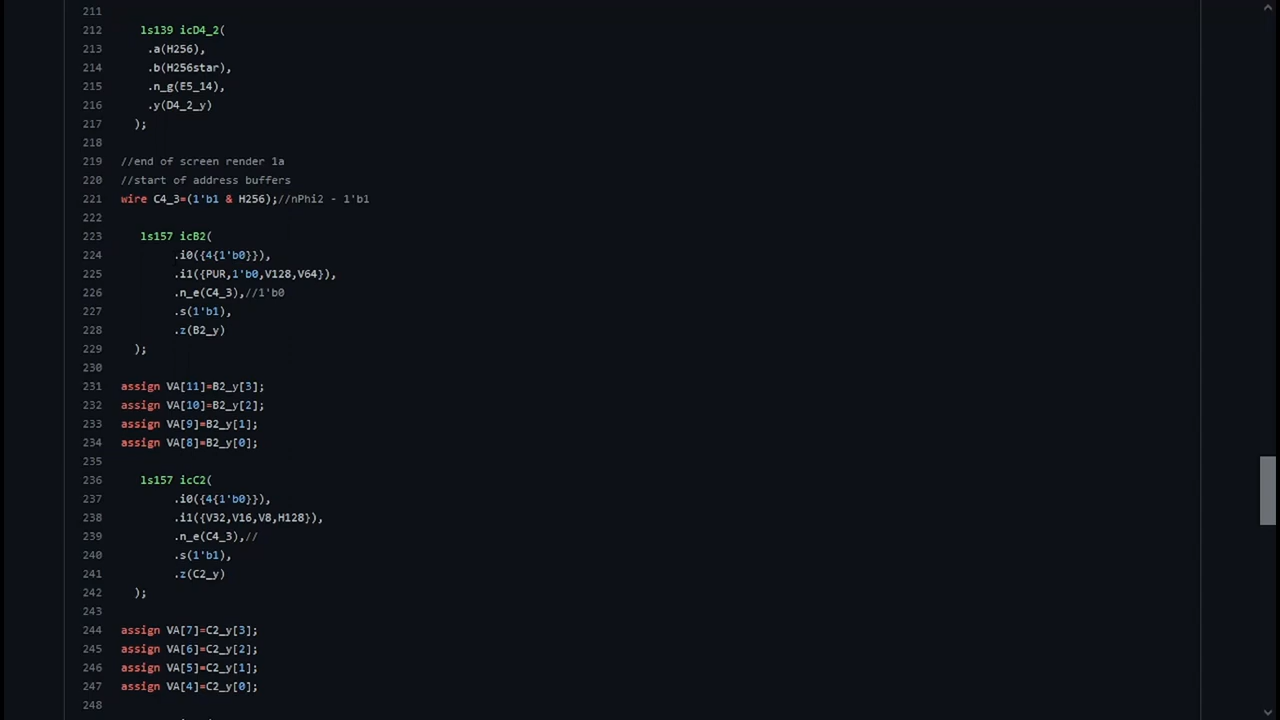 211
212 ls139 icD4_2(
213 .a(H256),
214 .b(H256star),
215 .n_g(E5_14),
216 .y(D4_2_y)
217 );
218
219 //end of screen render 1a
220 //start of address buffers
221 wire C4_3=(1'b1 & H256);//nPhi2 - 1'b1
222
223 ls157 icB2(
224 .i0({4{1'b0}}),
225 .i1({PUR,1'b0,V128,V64}),
226 .n_e(C4_3),//1'b0
227 .s(1'b1),
228 .z(B2_y)
229 );
230
231 assign VA[11]=B2_y[3];
232 assign VA[10]=B2_y[2];
233 assign VA[9]=B2_y[1];
234 assign VA[8]=B2_y[0];
235
236 ls157 icC2(
237 .i0({4{1'b0}}),
238 .i1({V32,V16,V8,H128}),
239 .n_e(C4_3),//
240 .s(1'b1),
241 .z(C2_y)
242 );
243
244 assign VA[7]=C2_y[3];
245 assign VA[6]=C2_y[2];
246 assign VA[5]=C2_y[1];
247 assign VA[4]=C2_y[0];
248